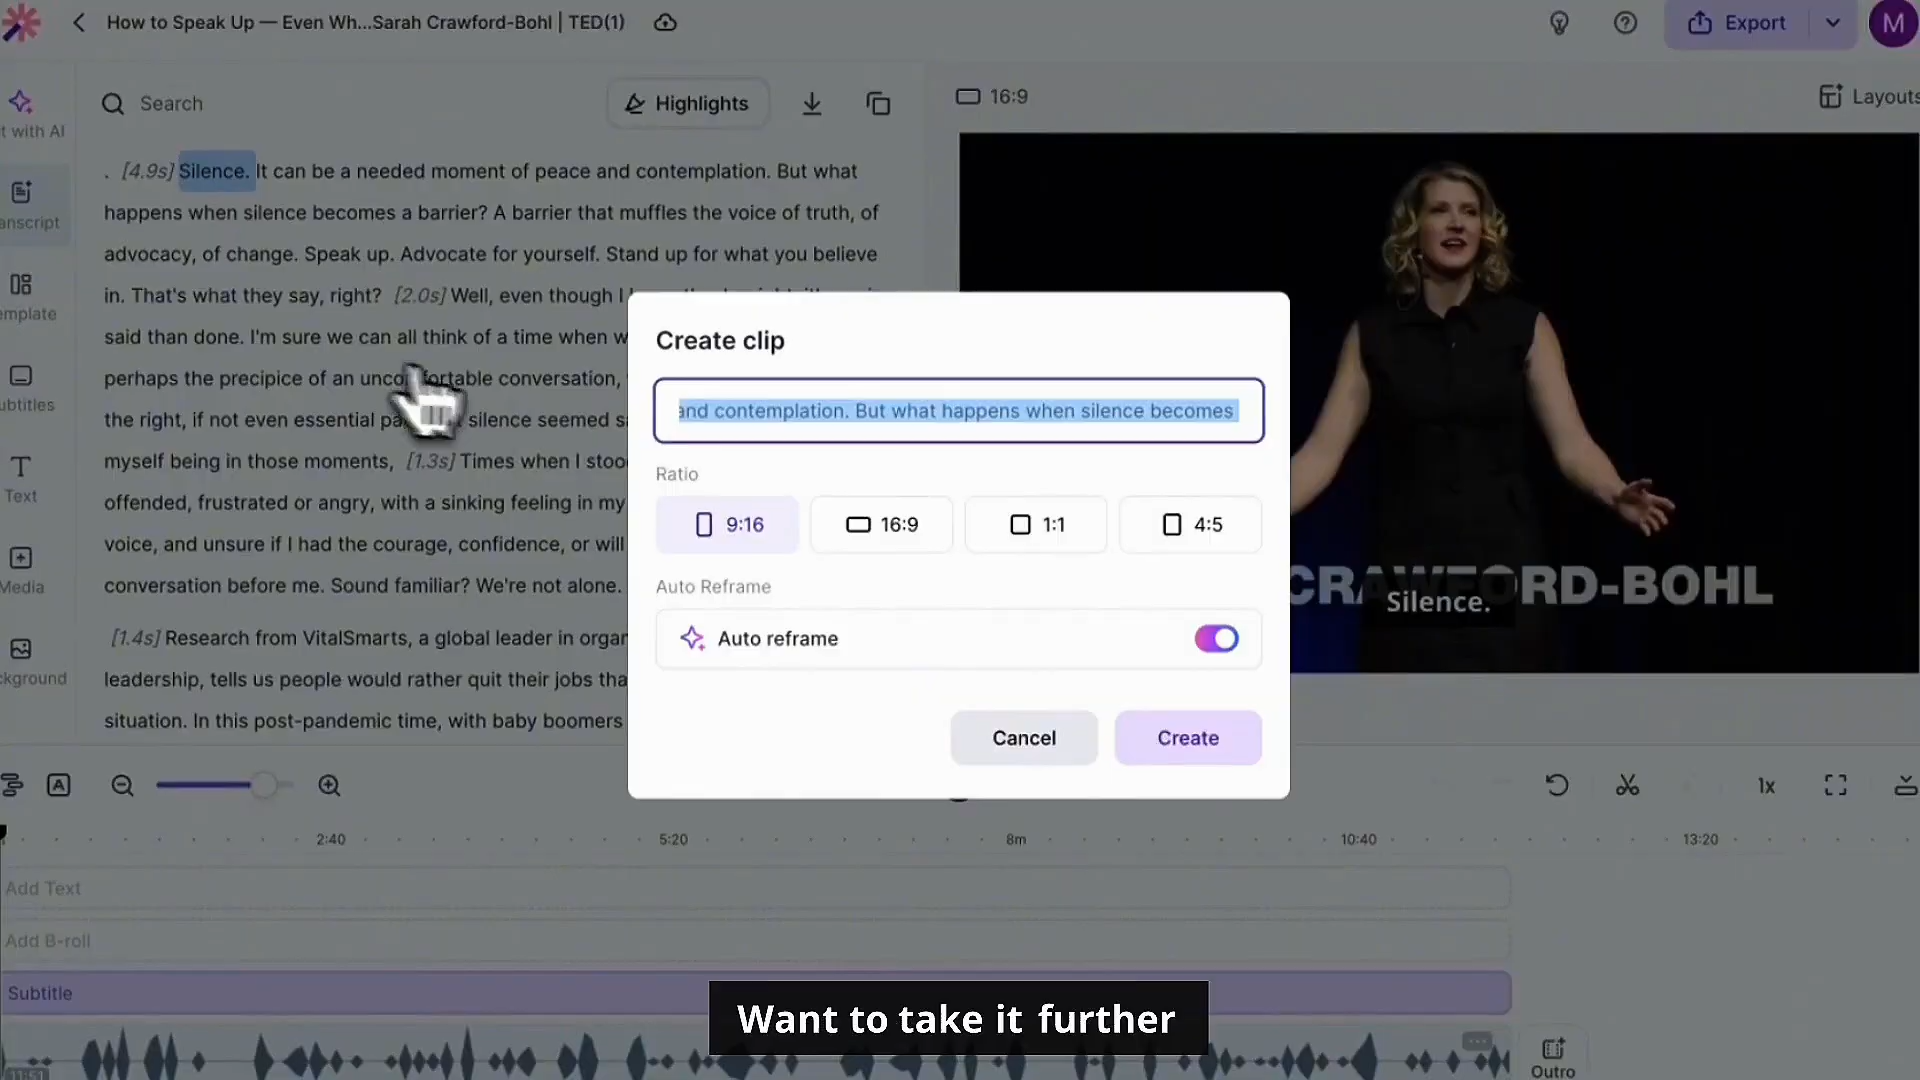 How to Speak Up — Even Wh...Sarah Crawford-Bohl | TED(1)
Export
M
t with AI
anscript
emplate
ubtitles
Text
Media
kground
Search
Highlights
. [4.9s] Silence. It can be a needed moment of peace and contemplation. But what
happens when silence becomes a barrier? A barrier that muffles the voice of truth, of
advocacy, of change. Speak up. Advocate for yourself. Stand up for what you believe
in. That's what they say, right? [2.0s] Well, even though I
said than done. I'm sure we can all think of a time when w
perhaps the precipice of an uncomfortable conversation,
the right, if not even essential pa silence seemed s
myself being in those moments, [1.3s] Times when I stoo
offended, frustrated or angry, with a sinking feeling in my
voice, and unsure if I had the courage, confidence, or will
conversation before me. Sound familiar? We're not alone.
[1.4s] Research from VitalSmarts, a global leader in organ
leadership, tells us people would rather quit their jobs tha
situation. In this post-pandemic time, with baby boomers
16:9
Layouts
CRAWFORD-BOHL
Silence.
Create clip
and contemplation. But what happens when silence becomes
Ratio
9:16
16:9
1:1
4:5
Auto Reframe
Auto reframe
Cancel
Create
A
1x
2:40
5:20
8m
10:40
13:20
Add Text
Add B-roll
Subtitle
Want to take it further
11:51
Outro